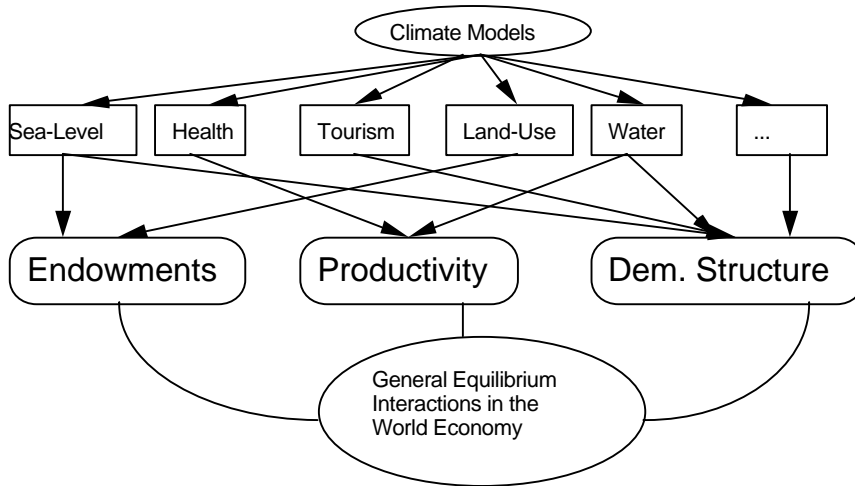 Climate Models
Sea-Level
Health
Tourism
Land-Use
Water
...
Endowments
Productivity
Dem. Structure
General Equilibrium
Interactions in the
World Economy